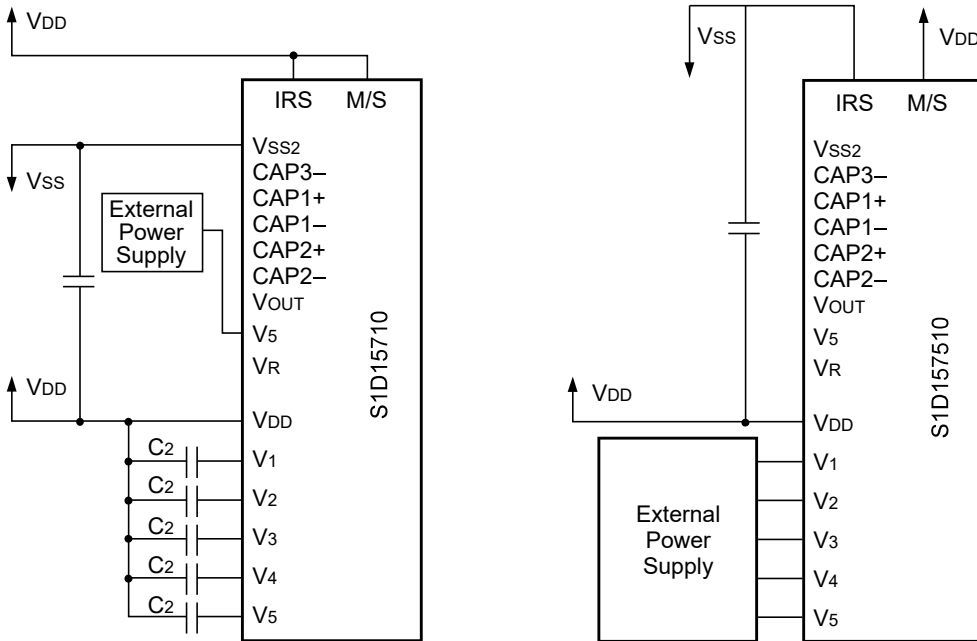 VDD
IRS M/S
VSS2
VSS
CAP3–
CAP1+
CAP1–
CAP2+
CAP2–
External
Power
Supply
VOUT
V5
VR
VDD
VDD
C2 V1
C2 V2
C2 V3
C2 V4
C2 V5
S1D15710
VSS
VDD
IRS M/S
VSS2
CAP3–
CAP1+
CAP1–
CAP2+
CAP2–
VOUT
V5
VR
VDD
VDD
V1
V2
V3
V4
V5
External
Power
Supply
S1D157510